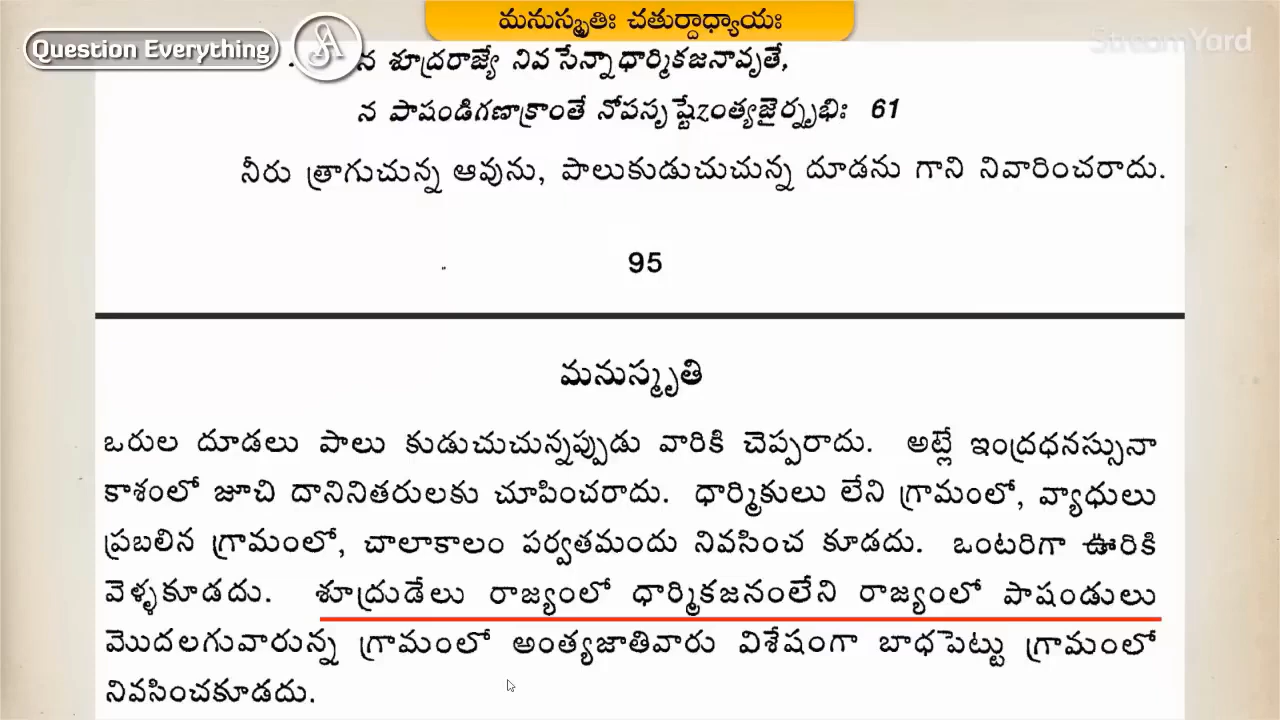 మనుస్మృతిః చతుర్దాధ్యాయః
Question Everything
StreamYard
న శూద్రరాజ్యే నివ సేన్నాధార్మికజనావృతే,
న పాషండిగణాక్రాంతే నోపసృష్టేzంత్యజైర్నృభిః 61
నీరు త్రాగుచున్న ఆవును, పాలుకుడుచుచున్న దూడను గాని నివారించరాదు.
95
మనుస్మృతి
ఒరుల దూడలు పాలు కుడుచుచున్నప్పుడు వారికి చెప్పరాదు. అట్లే ఇంద్రధనస్సునా
కాశంలో జూచి దానినితరులకు చూపించరాదు. ధార్మికులు లేని గ్రామంలో, వ్యాధులు
ప్రబలిన గ్రామంలో, చాలాకాలం పర్వతమందు నివసించ కూడదు. ఒంటరిగా ఊరికి
వెళ్ళకూడదు. శూద్రుడేలు రాజ్యంలో ధార్మికజనంలేని రాజ్యంలో పాషండులు
మొదలగువారున్న గ్రామంలో అంత్యజాతివారు విశేషంగా బాధపెట్టు గ్రామంలో
నివసించకూడదు.